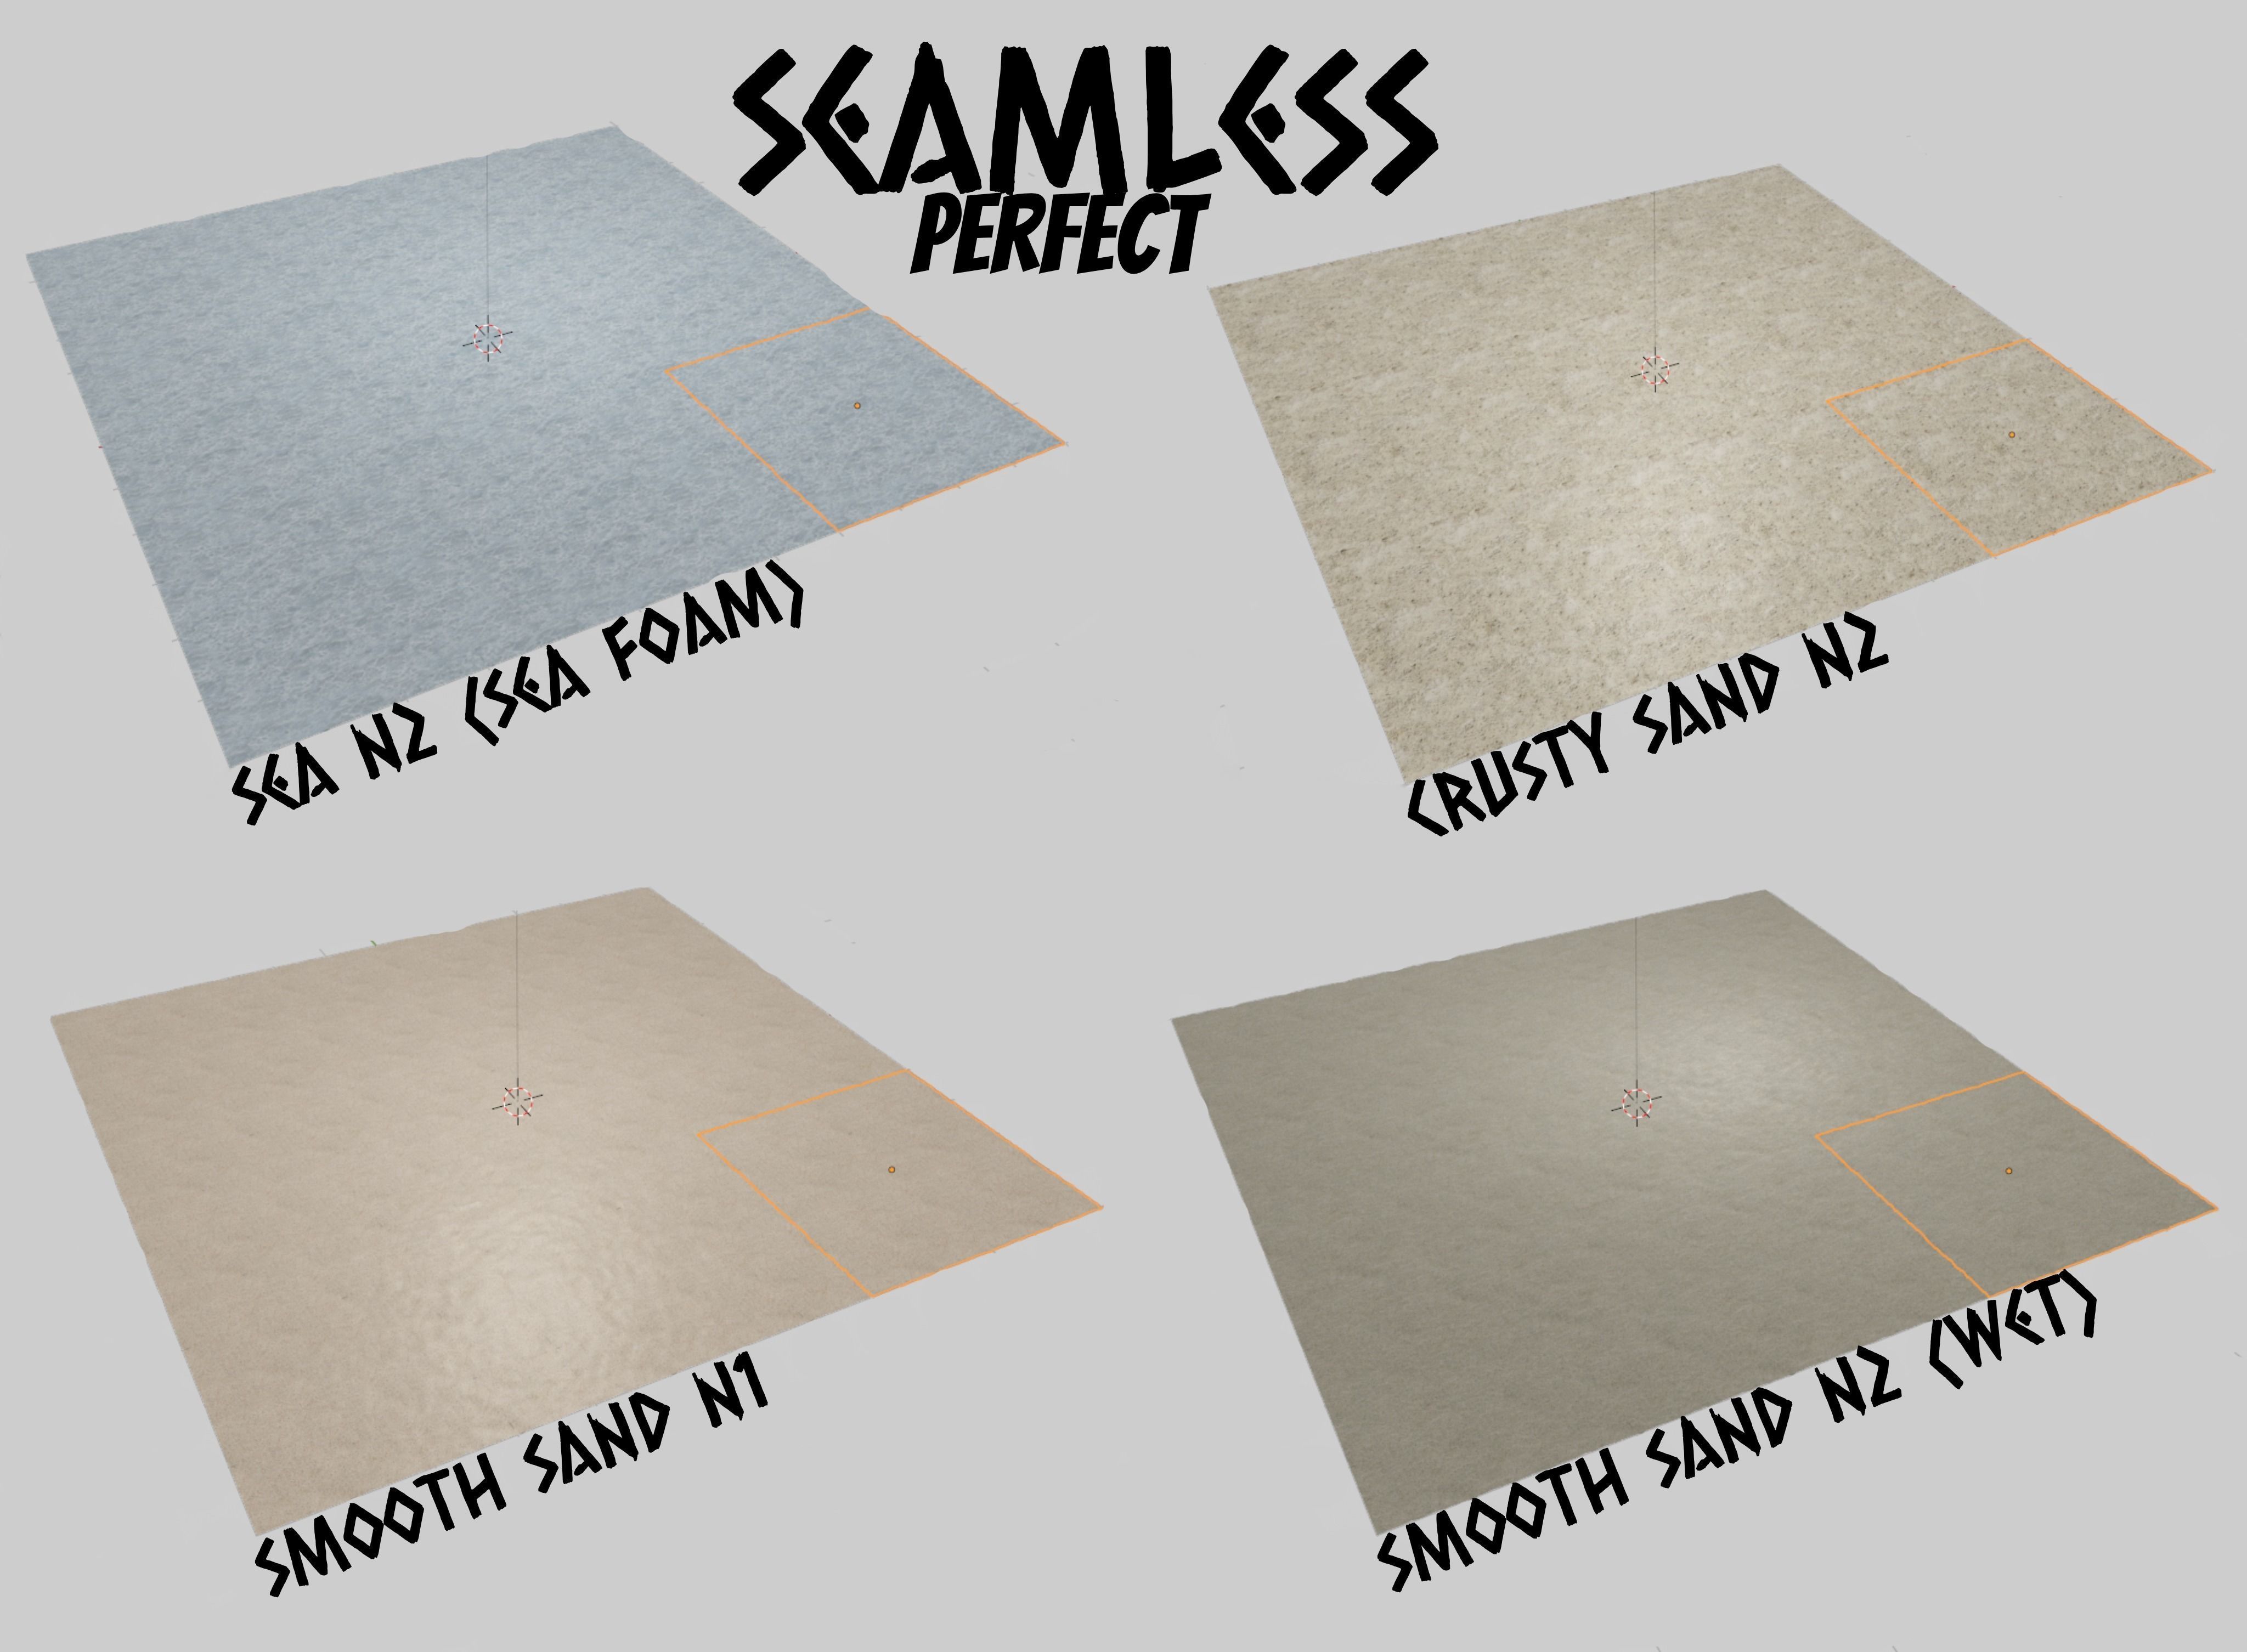 SEAMLESS
PERFECT
SEA N2 (SEA FOAM)
CRUSTY SAND N2
SMOOTH SAND N1
SMOOTH SAND N2 (WET)